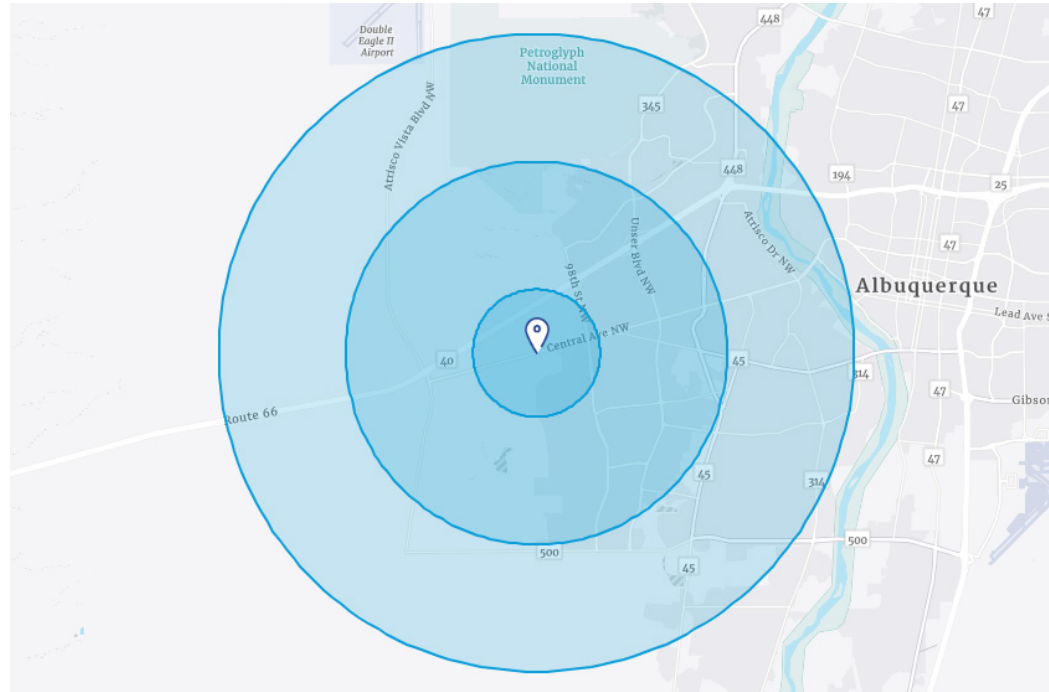 448
47
Double
Eagle II
Airport
Petroglyph
National
Monument
Atrisco Vista Blvd NW
345
47
47
448
194
25
Unser Blvd NW
Atrisco Dr NW
47
98th St NW
Albuquerque
Lead Ave S
Central Ave NW
40
45
314
47
Route 66
Gibson
47
45
314
500
500
45